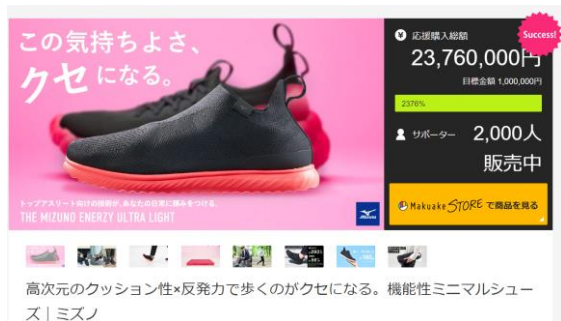 この気持ちよさ、
クセになる。
トップアスリート向けの技術が、あなたの日常に弾みをつける。
THE MIZUNO ENERZY ULTRA LIGHT
MIZUNO
応援購入総額
Success!
23,760,000円
目標金額 1,000,000円
2376%
サポーター 2,000人
販売中
Makuake STORE で商品を見る
高次元のクッション性×反発力で歩くのがクセになる。機能性ミニマルシュー
ズ｜ミズノ